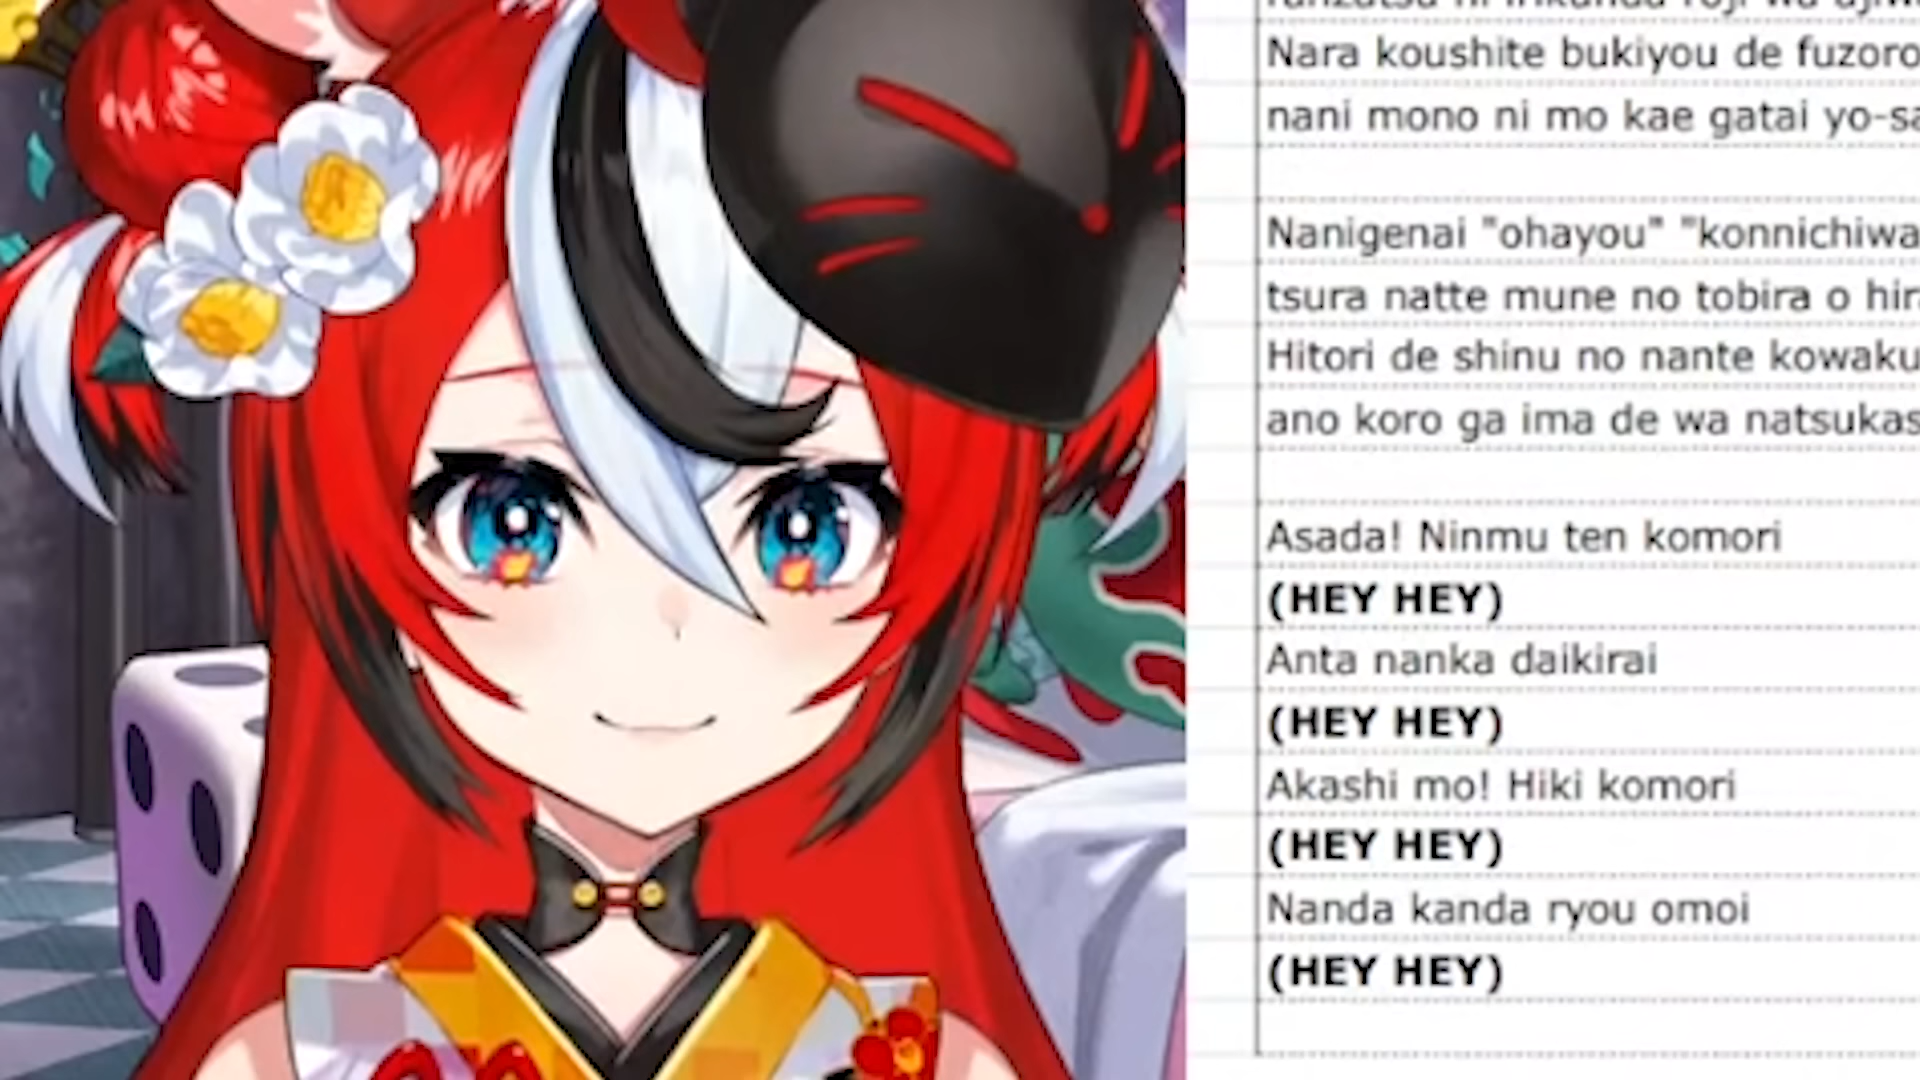 Nara koushite bukiyou de fuzoro
nani mono ni mo kae gatai yo-sa
Nanigenai "ohayou" "konnichiwa
tsura natte mune no tobira o hir
Hitori de shinu no nante kowaku
ano koro ga ima de wa natsukas
Asada! Ninmu ten komori
(HEY HEY)
Anta nanka daikirai
(HEY HEY)
Akashi mo! Hiki komori
(HEY HEY)
Nanda kanda ryou omoi
(HEY HEY)